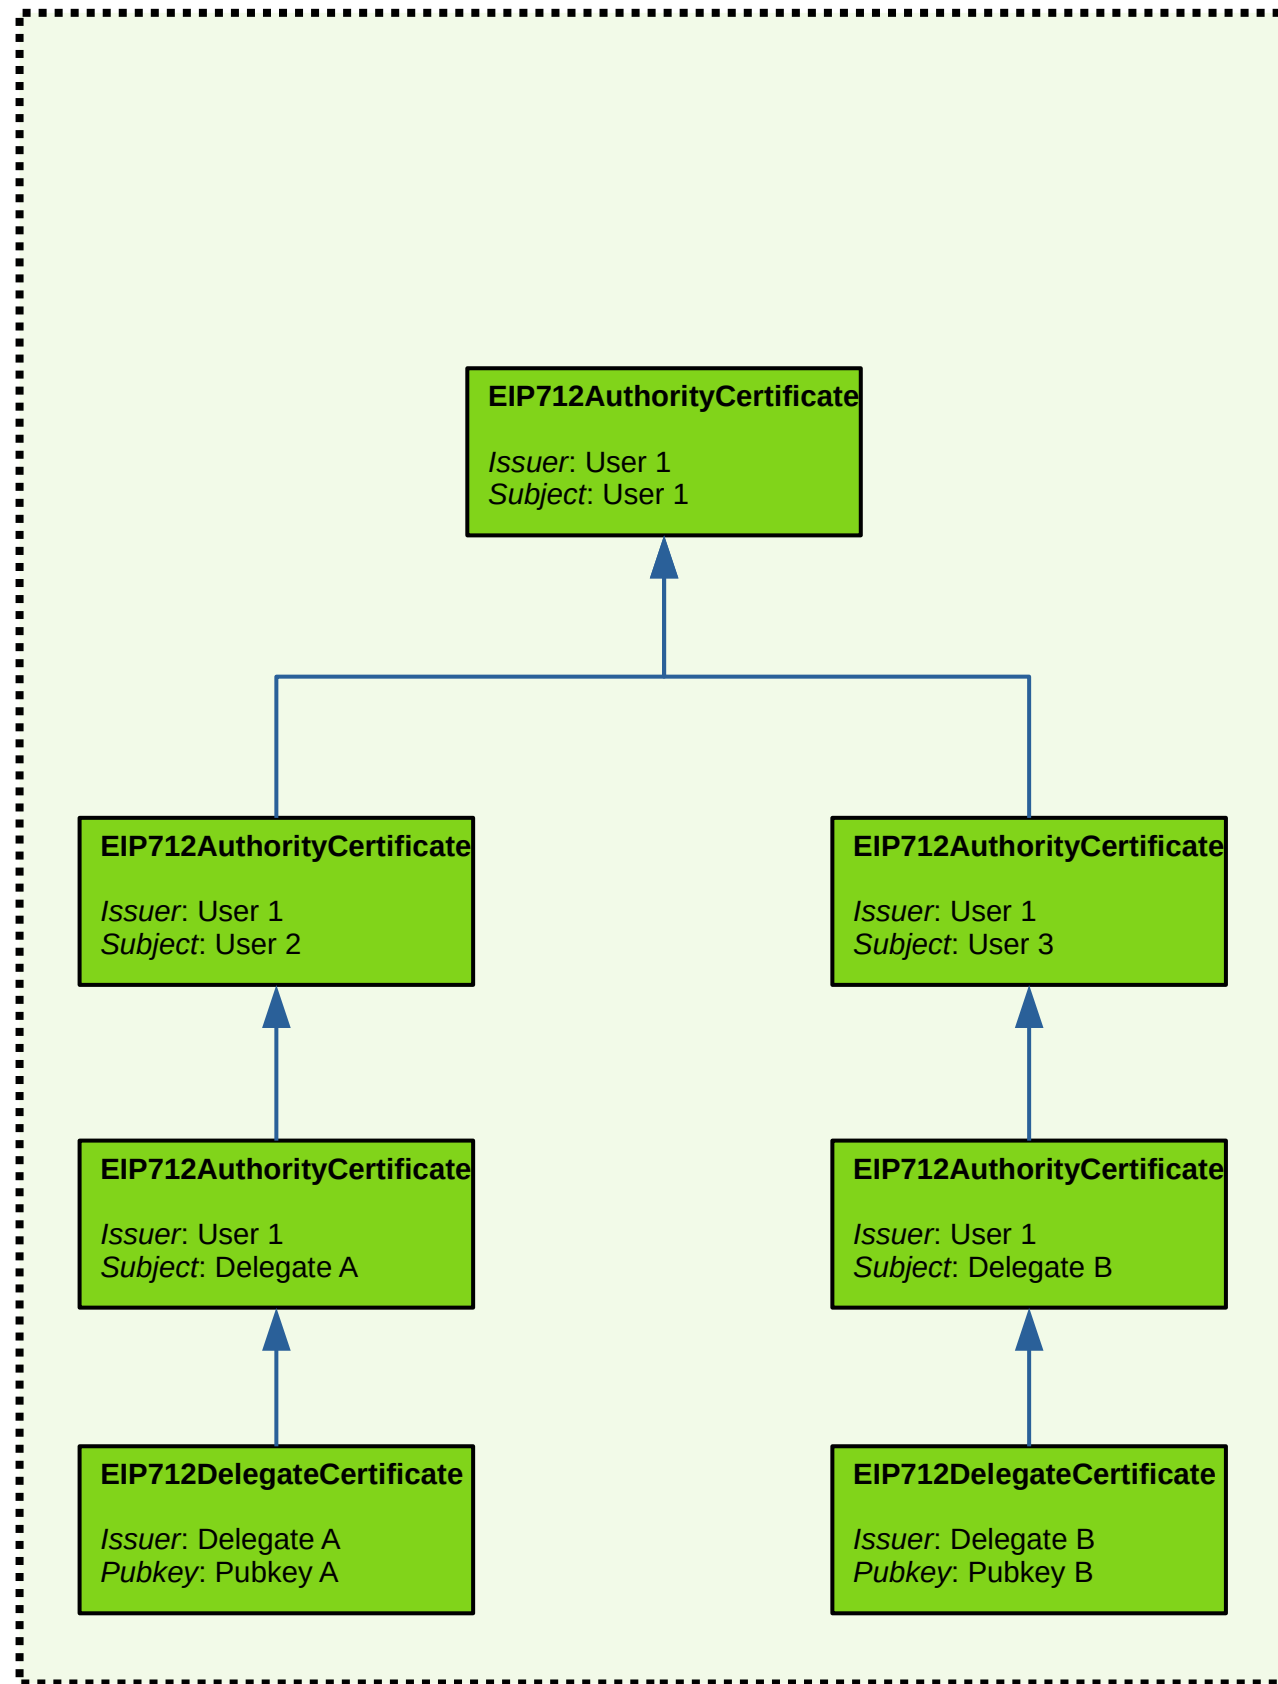 EIP712AuthorityCertificate
Issuer: User 1
Subject: User 1
EIP712AuthorityCertificate
Issuer: User 1
Subject: User 2
EIP712AuthorityCertificate
Issuer: User 1
Subject: User 3
EIP712AuthorityCertificate
Issuer: User 1
Subject: Delegate A
EIP712AuthorityCertificate
Issuer: User 1
Subject: Delegate B
EIP712DelegateCertificate
Issuer: Delegate A
Pubkey: Pubkey A
EIP712DelegateCertificate
Issuer: Delegate B
Pubkey: Pubkey B